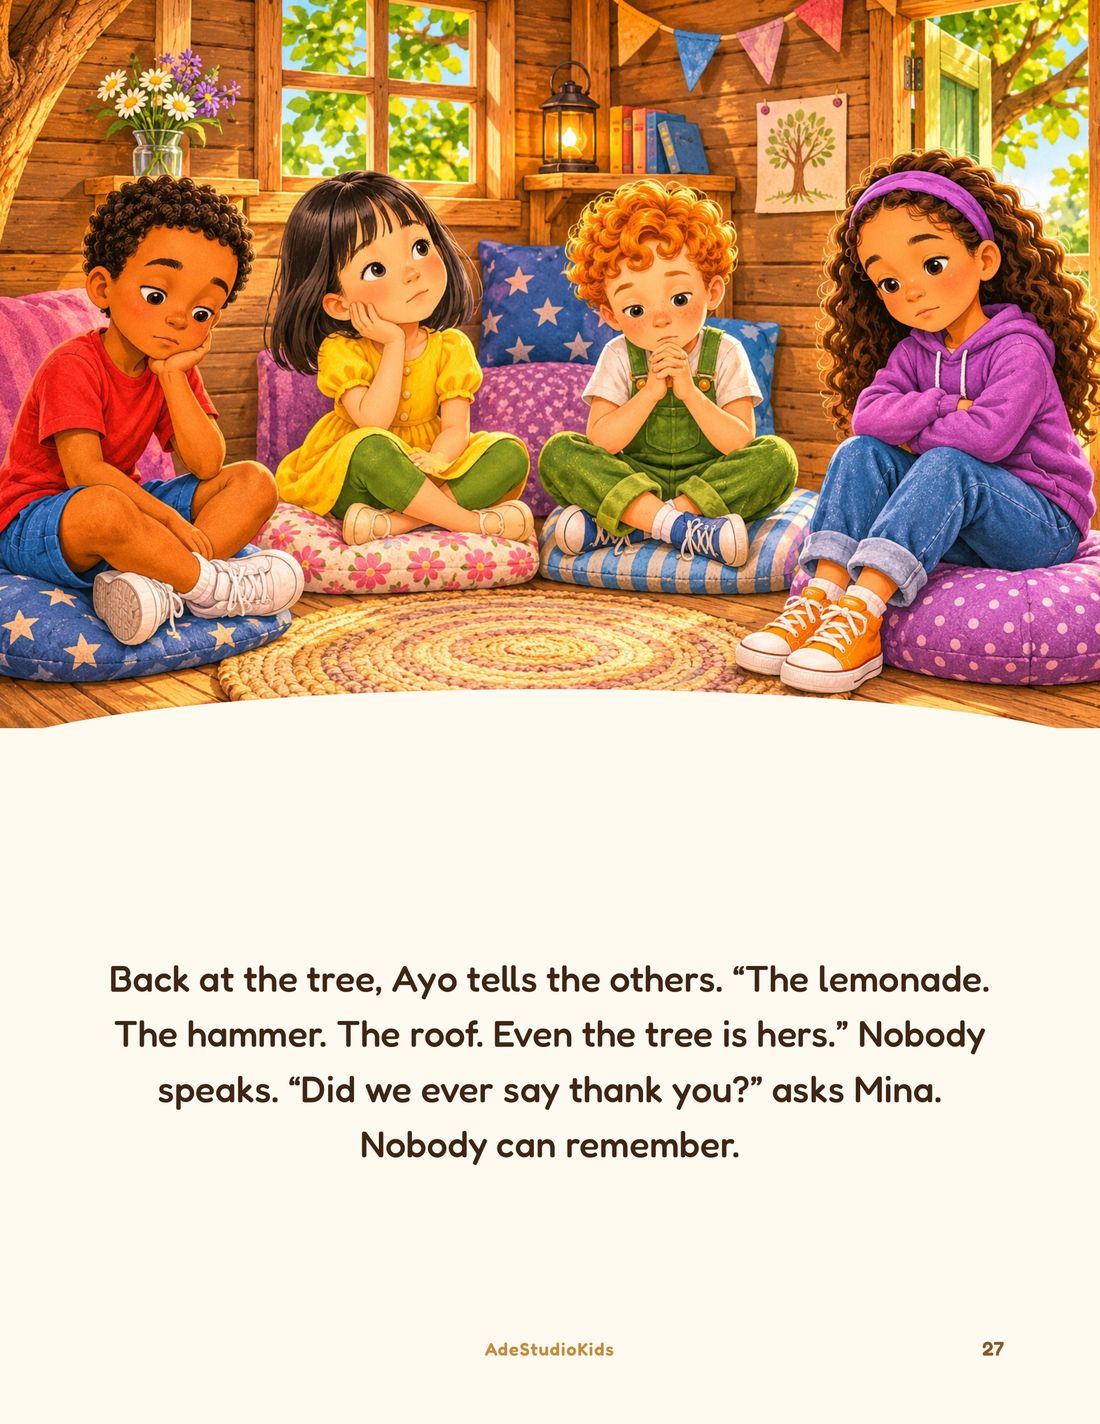 Back at the tree, Ayo tells the others. “The lemonade.
The hammer. The roof. Even the tree is hers.” Nobody
speaks. “Did we ever say thank you?” asks Mina.
Nobody can remember.
AdeStudioKids
27